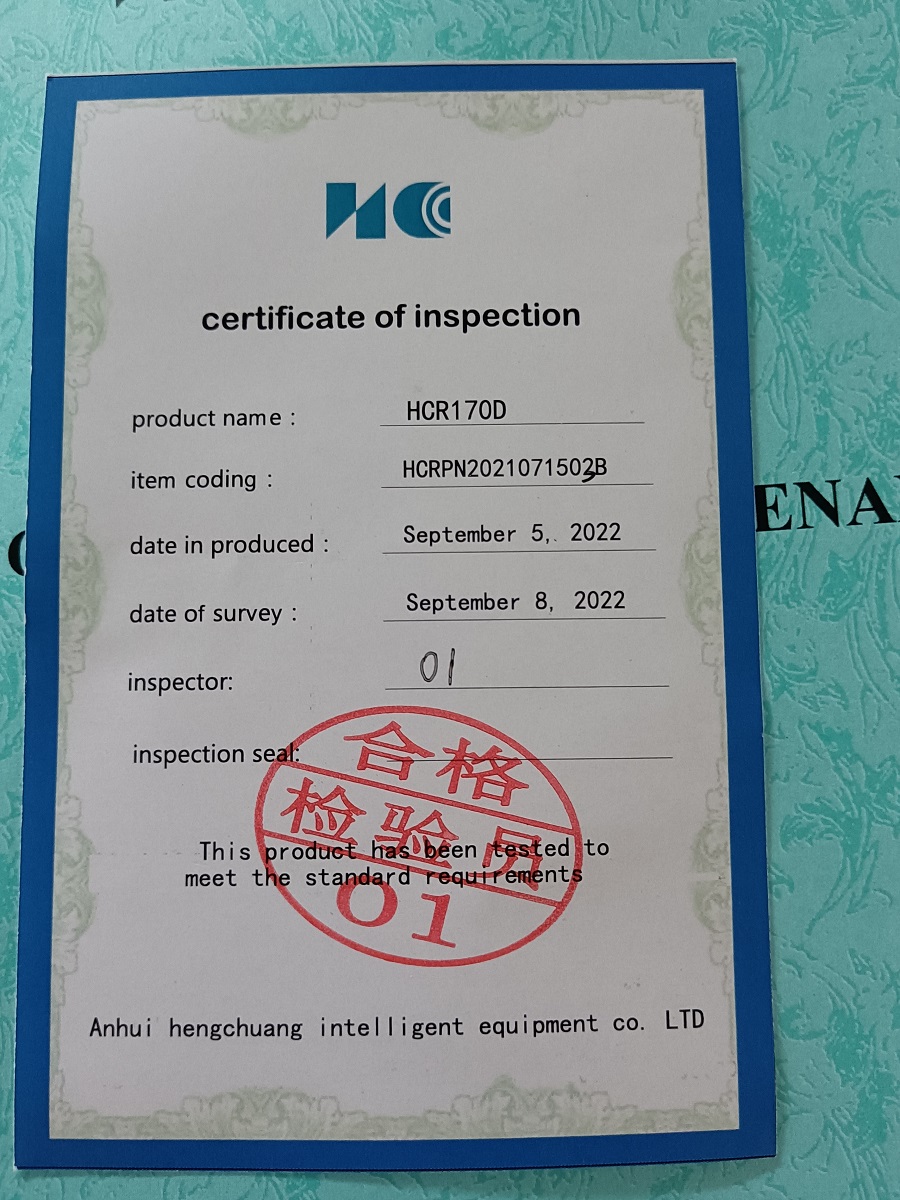 HC
certificate of inspection
product name : HCR170D
item coding : HCRPN2021071503B
date in produced : September 5, 2022
date of survey : September 8, 2022
inspector: 01
inspection seal:
合格
检验员
01
This product has been tested to
meet the standard requirements
Anhui hengchuang intelligent equipment co. LTD
ENA